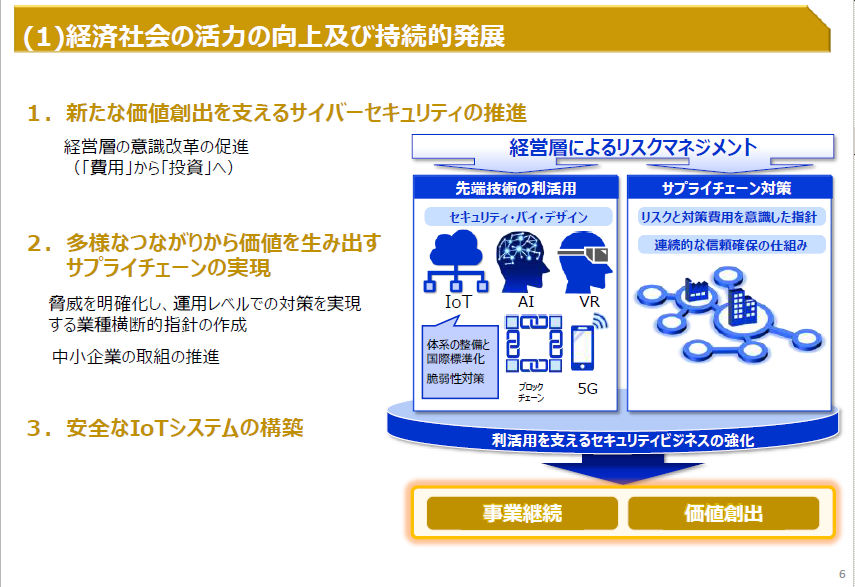 (1)経済社会の活力の向上及び持続的発展
１．新たな価値創出を支えるサイバーセキュリティの推進
経営層の意識改革の促進
（「費用」から「投資」へ）
２．多様なつながりから価値を生み出す
サプライチェーンの実現
脅威を明確化し、運用レベルでの対策を実現
する業種横断的指針の作成
中小企業の取組の推進
３．安全なIoTシステムの構築
経営層によるリスクマネジメント
先端技術の利活用
セキュリティ・バイ・デザイン
IoT
AI
VR
体系の整備と
国際標準化
脆弱性対策
ブロック
チェーン
5G
サプライチェーン対策
リスクと対策費用を意識した指針
連続的な信頼確保の仕組み
利活用を支えるセキュリティビジネスの強化
事業継続
価値創出
6